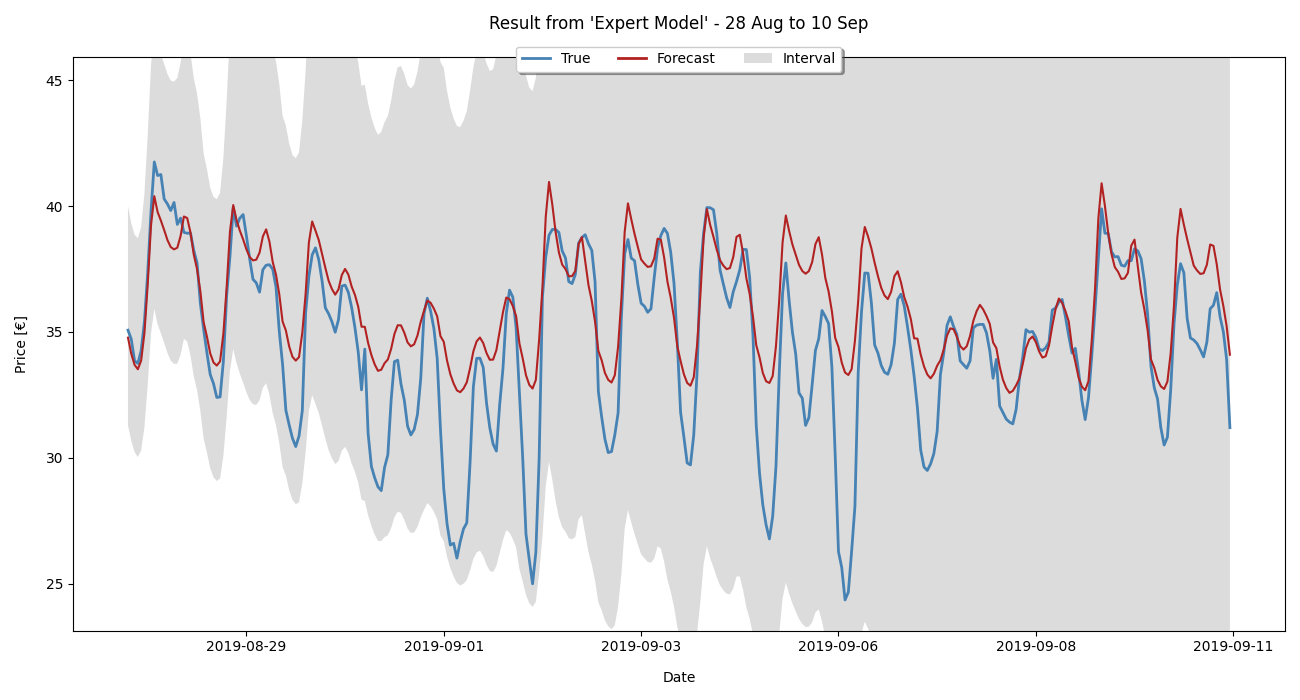 Result from 'Expert Model' - 28 Aug to 10 Sep
True Forecast Interval
45
40
35
30
25
Price [€]
2019-08-29 2019-09-01 2019-09-03 2019-09-06 2019-09-08 2019-09-11
Date